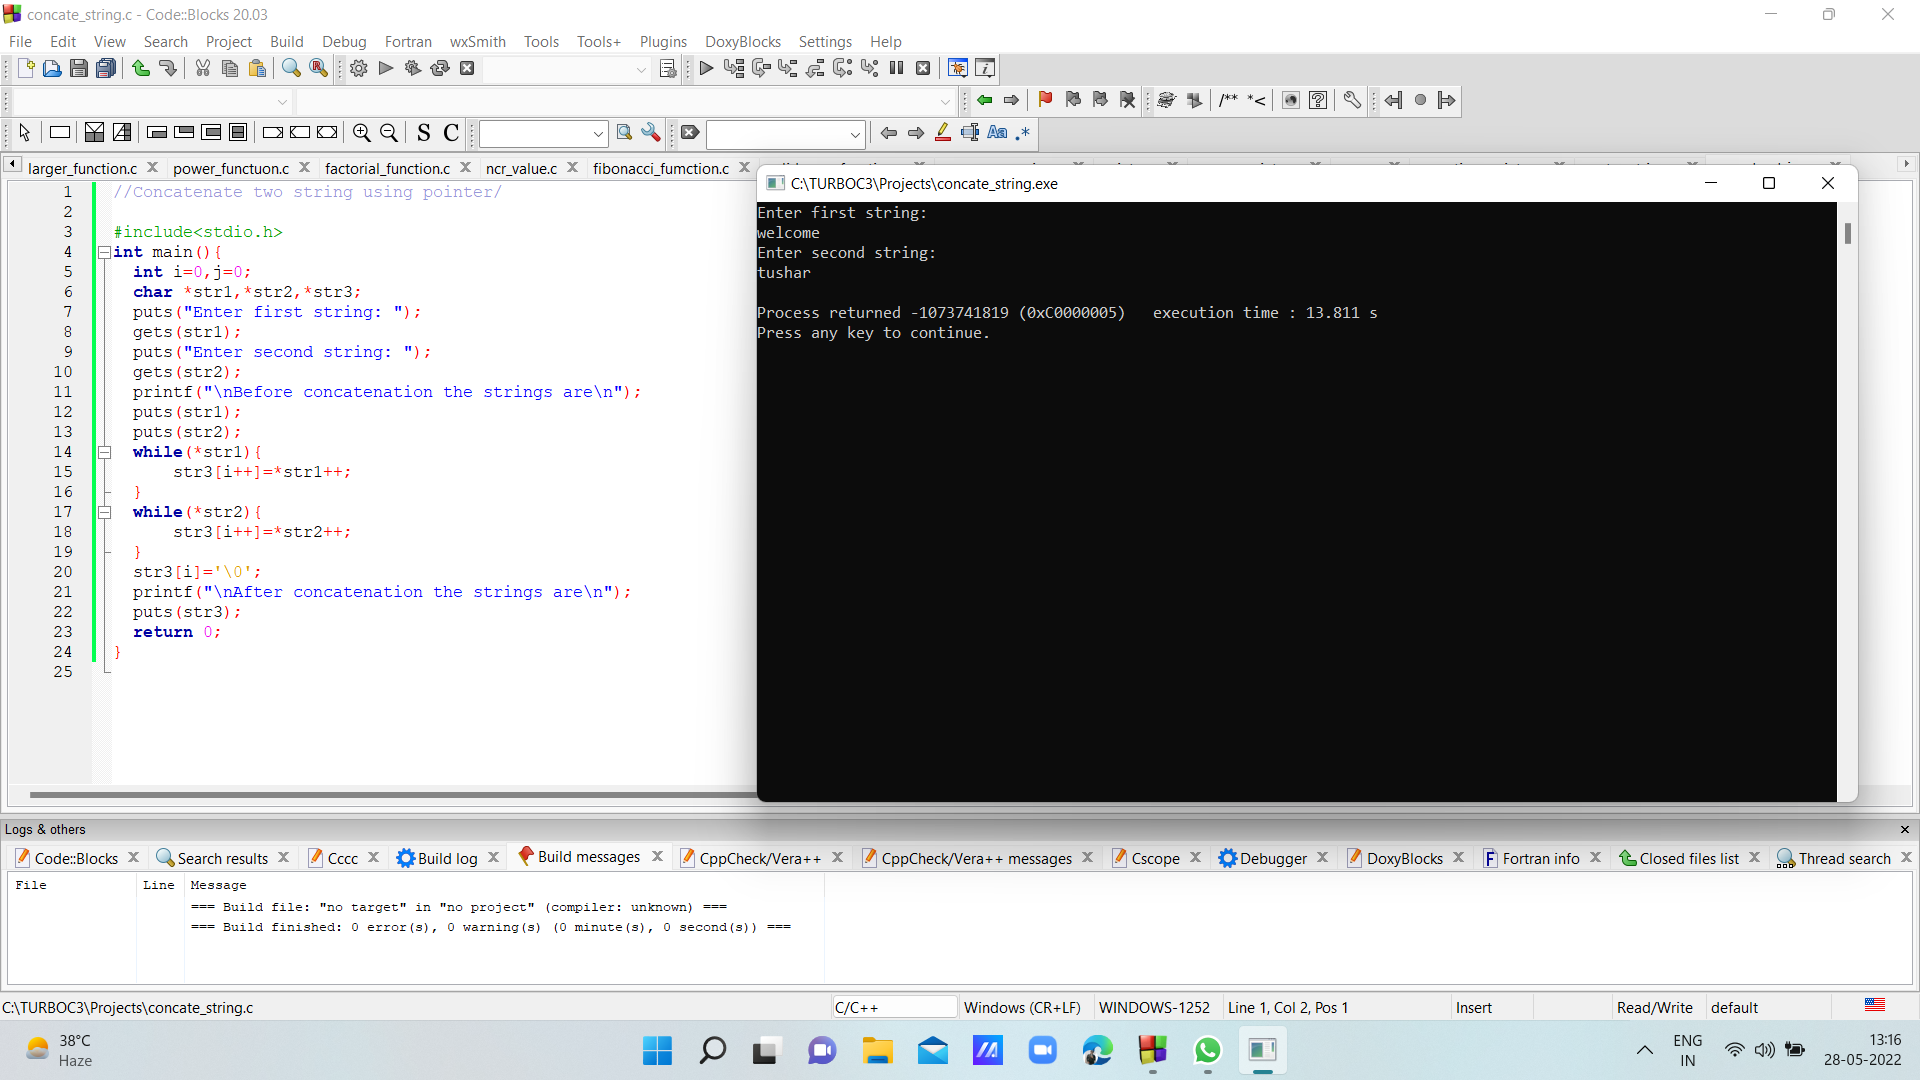 concate_string.c - Code::Blocks 20.03
File Edit View Search Project Build Debug Fortran wxSmith Tools Tools+ Plugins DoxyBlocks Settings Help
/** *<
S C
Aa .*
larger_function.c power_functuon.c factorial_function.c ncr_value.c fibonacci_fumction.c
1 //Concatenate two string using pointer/
2
3 #include<stdio.h>
4 int main(){
5 int i=0,j=0;
6 char *str1,*str2,*str3;
7 puts("Enter first string: ");
8 gets(str1);
9 puts("Enter second string: ");
10 gets(str2);
11 printf("\nBefore concatenation the strings are\n");
12 puts(str1);
13 puts(str2);
14 while(*str1){
15 str3[i++]=*str1++;
16 }
17 while(*str2){
18 str3[i++]=*str2++;
19 }
20 str3[i]='\0';
21 printf("\nAfter concatenation the strings are\n");
22 puts(str3);
23 return 0;
24 }
25
C:\TURBOC3\Projects\concate_string.exe
Enter first string:
welcome
Enter second string:
tushar
Process returned -1073741819 (0xC0000005) execution time : 13.811 s
Press any key to continue.
Logs & others
Code::Blocks Search results Cccc Build log Build messages CppCheck/Vera++ CppCheck/Vera++ messages Cscope Debugger DoxyBlocks Fortran info Closed files list Thread search
File Line Message
=== Build file: "no target" in "no project" (compiler: unknown) ===
=== Build finished: 0 error(s), 0 warning(s) (0 minute(s), 0 second(s)) ===
C:\TURBOC3\Projects\concate_string.c C/C++ Windows (CR+LF) WINDOWS-1252 Line 1, Col 2, Pos 1 Insert Read/Write default
38°C
Haze
ENG
IN
13:16
28-05-2022